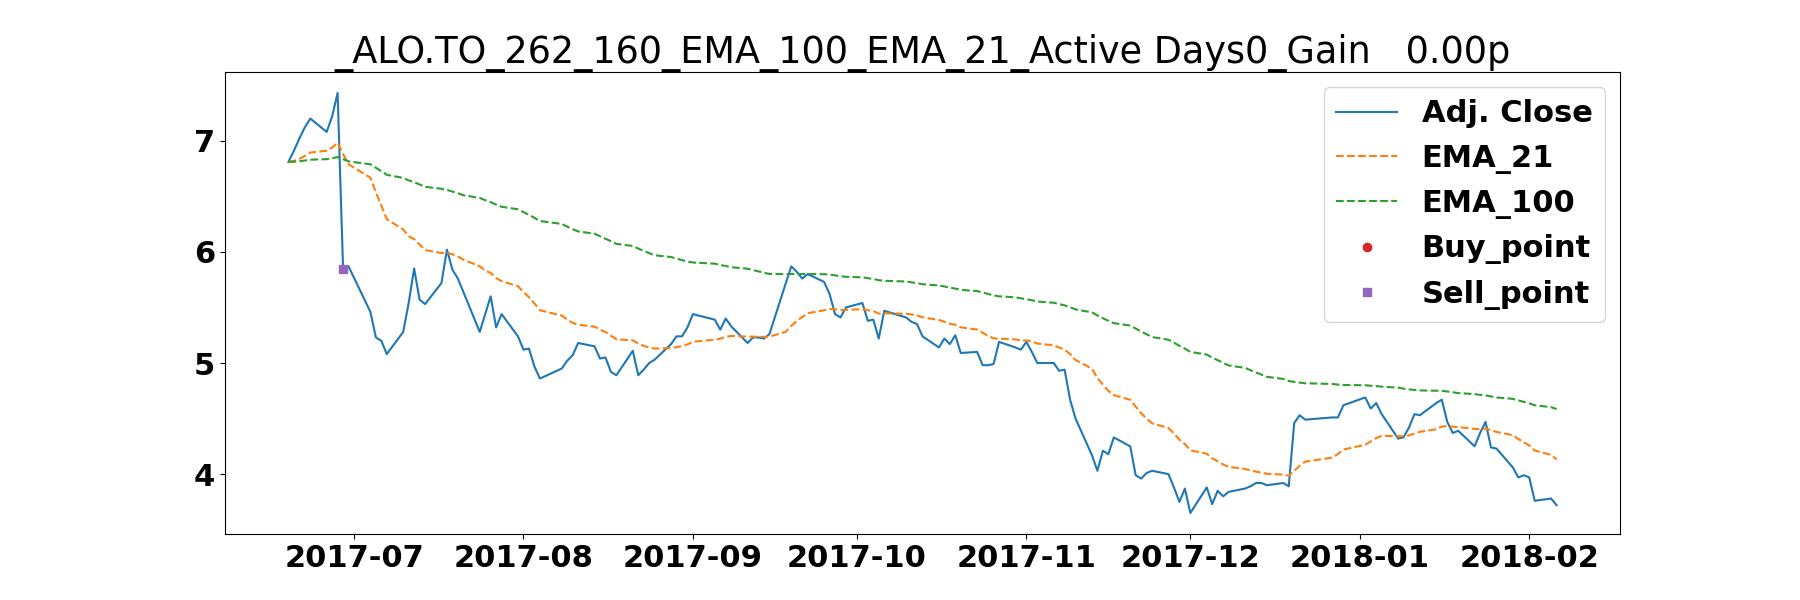 _ALO.TO_262_160_EMA_100_EMA_21_Active Days0_Gain   0.00p
Adj. Close
EMA_21
EMA_100
Buy_point
Sell_point
7
6
5
4
2017-07 2017-08 2017-09 2017-10 2017-11 2017-12 2018-01 2018-02